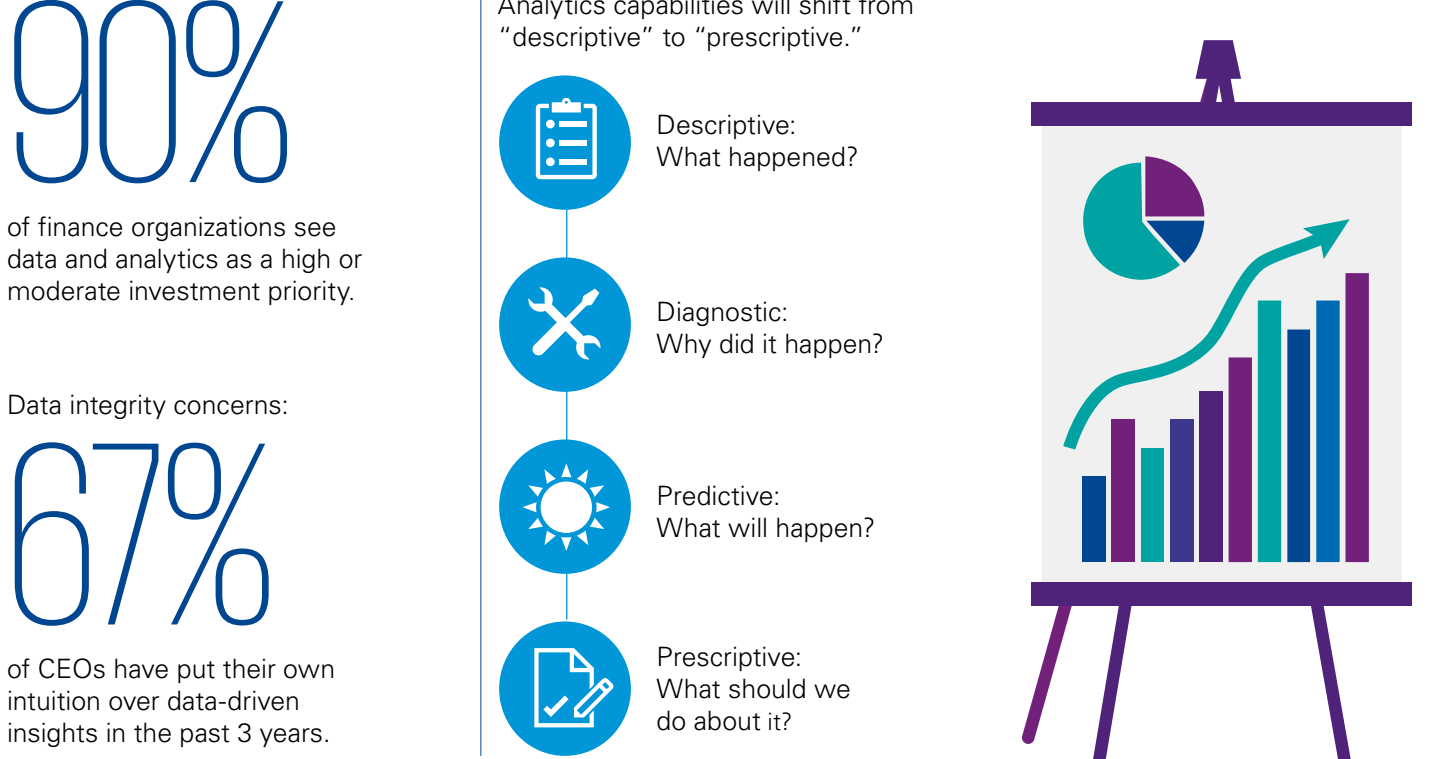 90%
of finance organizations see
data and analytics as a high or
moderate investment priority.
Data integrity concerns:
67%
of CEOs have put their own
intuition over data-driven
insights in the past 3 years.
Analytics capabilities will shift from
“descriptive” to “prescriptive.”
Descriptive:
What happened?
Diagnostic:
Why did it happen?
Predictive:
What will happen?
Prescriptive:
What should we
do about it?